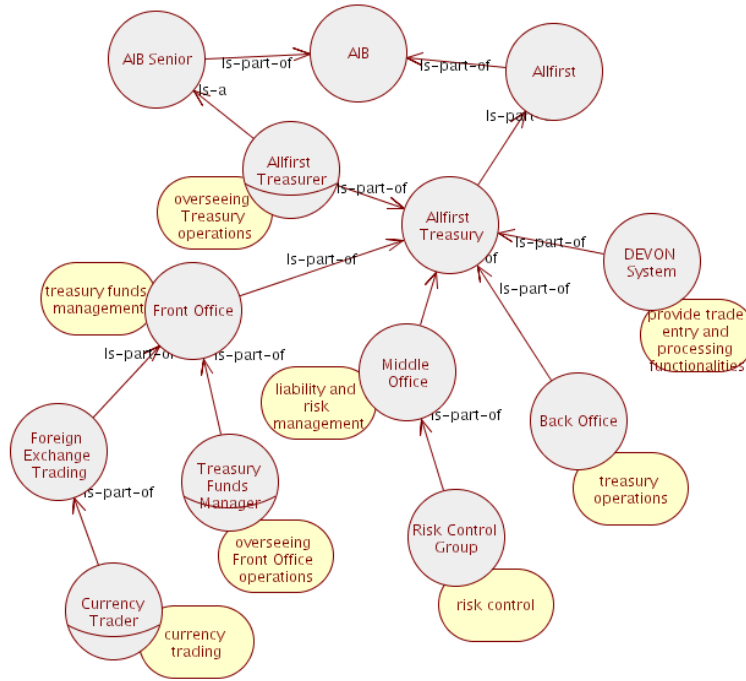 AIB Senior
Is-part-of
AIB
Is-part-of
Allfirst
Is-a
Is-part
Allfirst
Treasurer
Is-part-of
overseeing
Treasury
operations
Allfirst
Treasury
of
Is-part-of
DEVON
System
Is-part-of
Is-part-of
treasury funds
management
Front Office
provide trade
entry and
processing
functionalities
Is-part-of
Is-part-of
Middle
Office
liability and
risk
management
Is-part-of
Back Office
Foreign
Exchange
Trading
Is-part-of
Treasury
Funds
Manager
treasury
operations
Risk Control
Group
overseeing
Front Office
operations
Currency
Trader
currency
trading
risk control